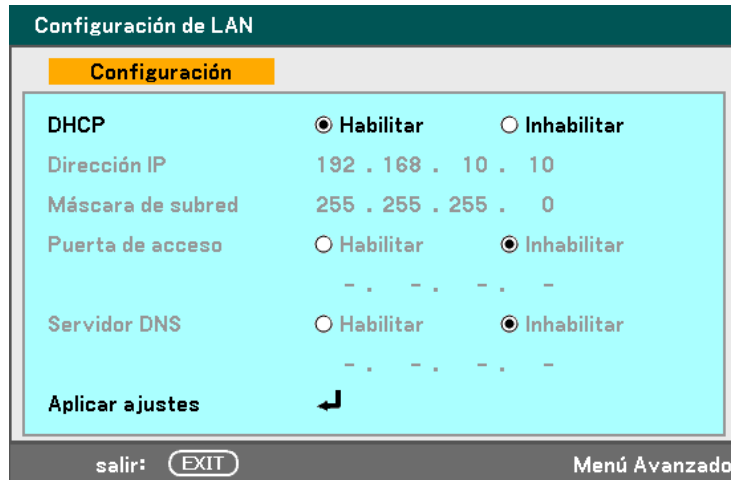 Configuración de LAN
Configuración
DHCP Habilitar Inhabilitar
Dirección IP 192 . 168 . 10 . 10
Máscara de subred 255 . 255 . 255 . 0
Puerta de acceso Habilitar Inhabilitar
- . - . - . -
Servidor DNS Habilitar Inhabilitar
- . - . - . -
Aplicar ajustes
salir: EXIT Menú Avanzado